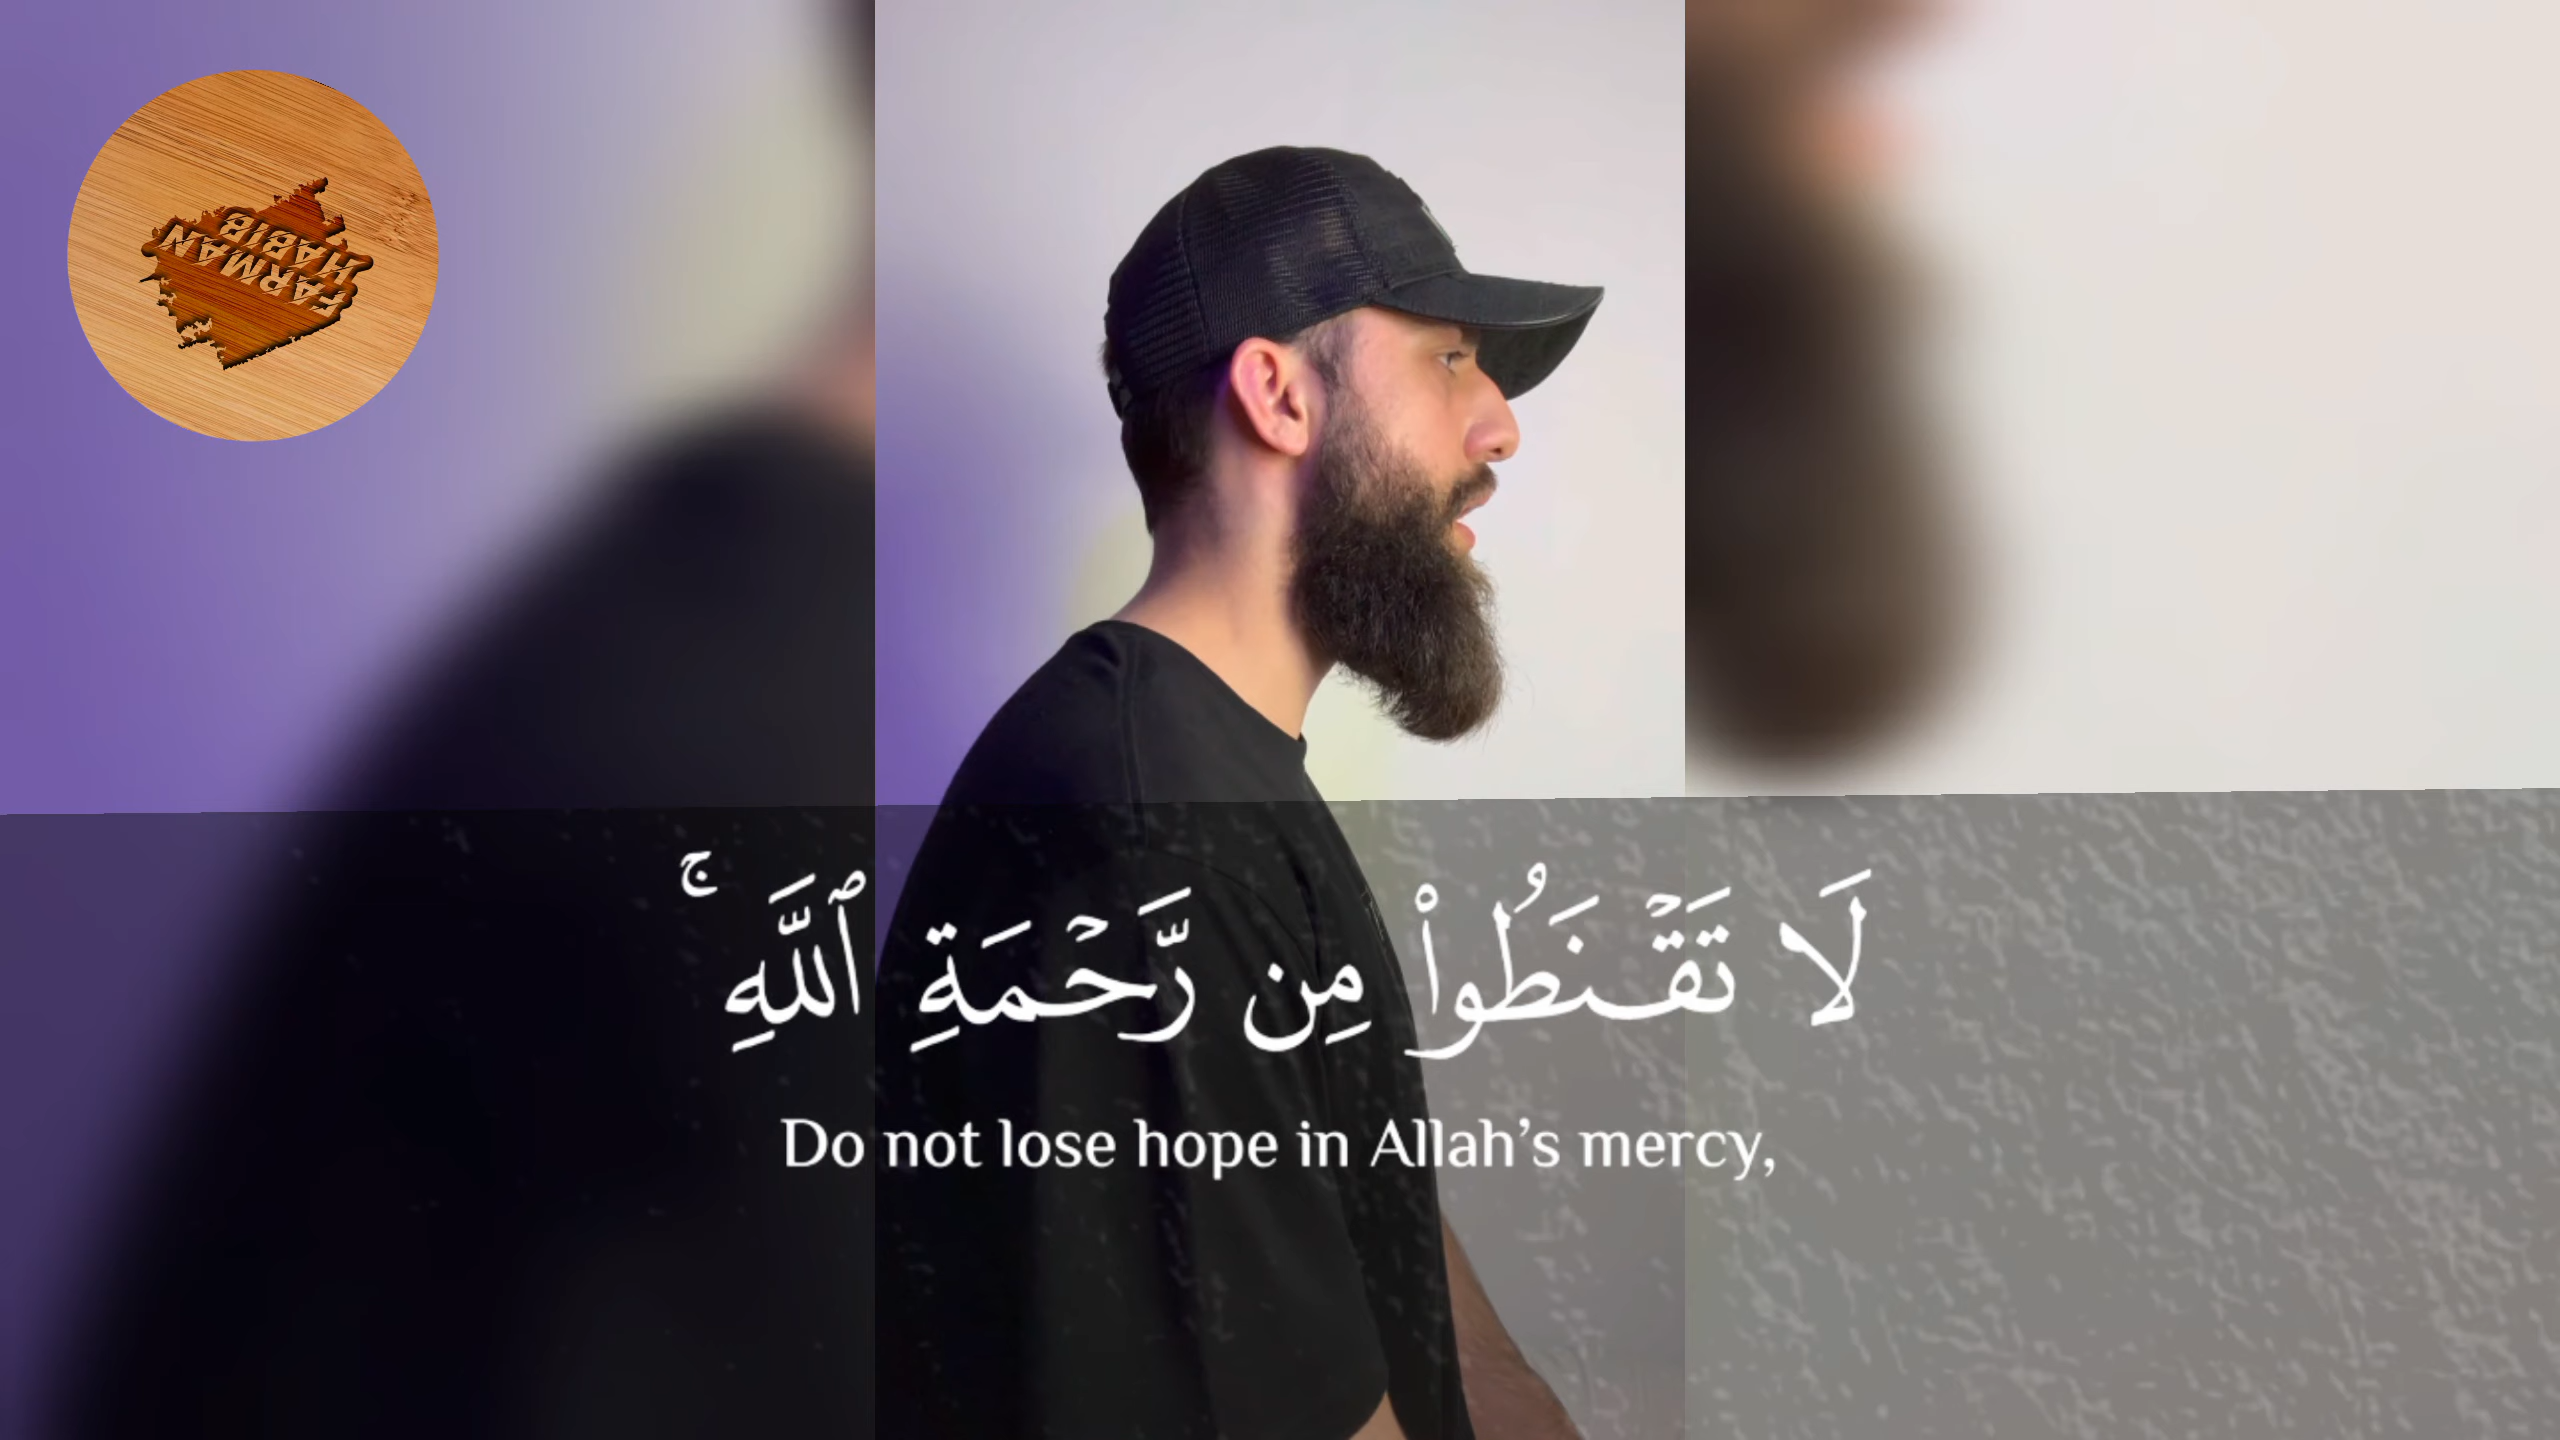 FARMAN
HABIB
لَا تَقْنَطُوا۟ مِن رَّحْمَةِ ٱللَّهِ ۚ
Do not lose hope in Allah’s mercy,